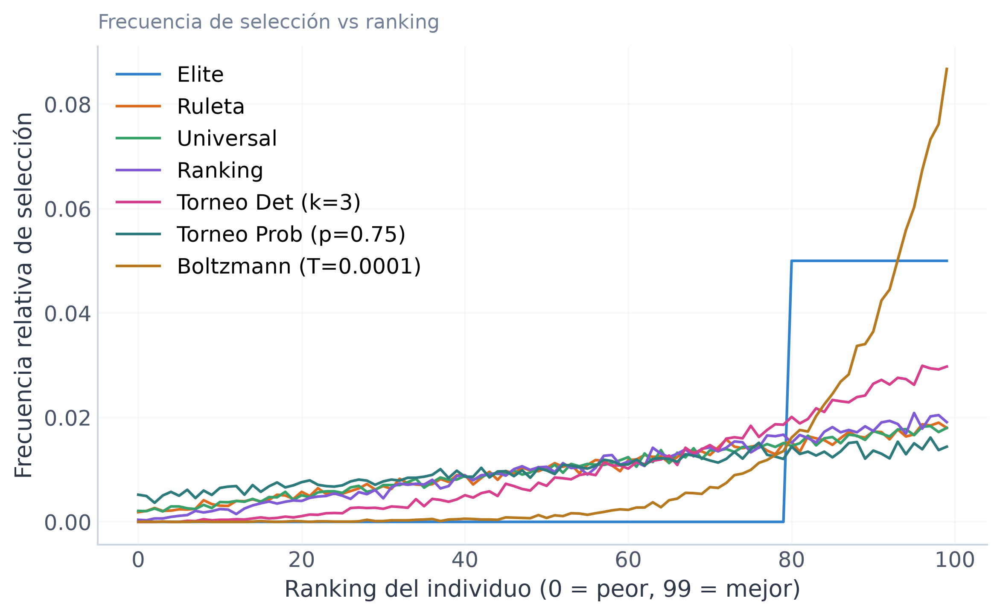 Frecuencia de selección vs ranking
Elite
Ruleta
Universal
Ranking
Torneo Det (k=3)
Torneo Prob (p=0.75)
Boltzmann (T=0.0001)
Frecuencia relativa de selección
0.08
0.06
0.04
0.02
0.00
0 20 40 60 80 100
Ranking del individuo (0 = peor, 99 = mejor)